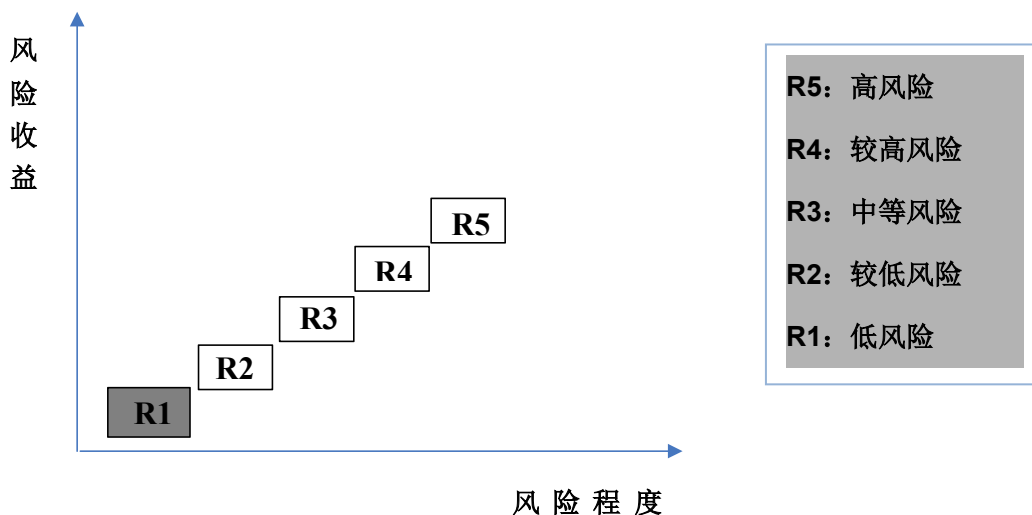 风险收益
R5
R4
R3
R2
R1
风 险 程 度
R5：高风险
R4：较高风险
R3：中等风险
R2：较低风险
R1：低风险